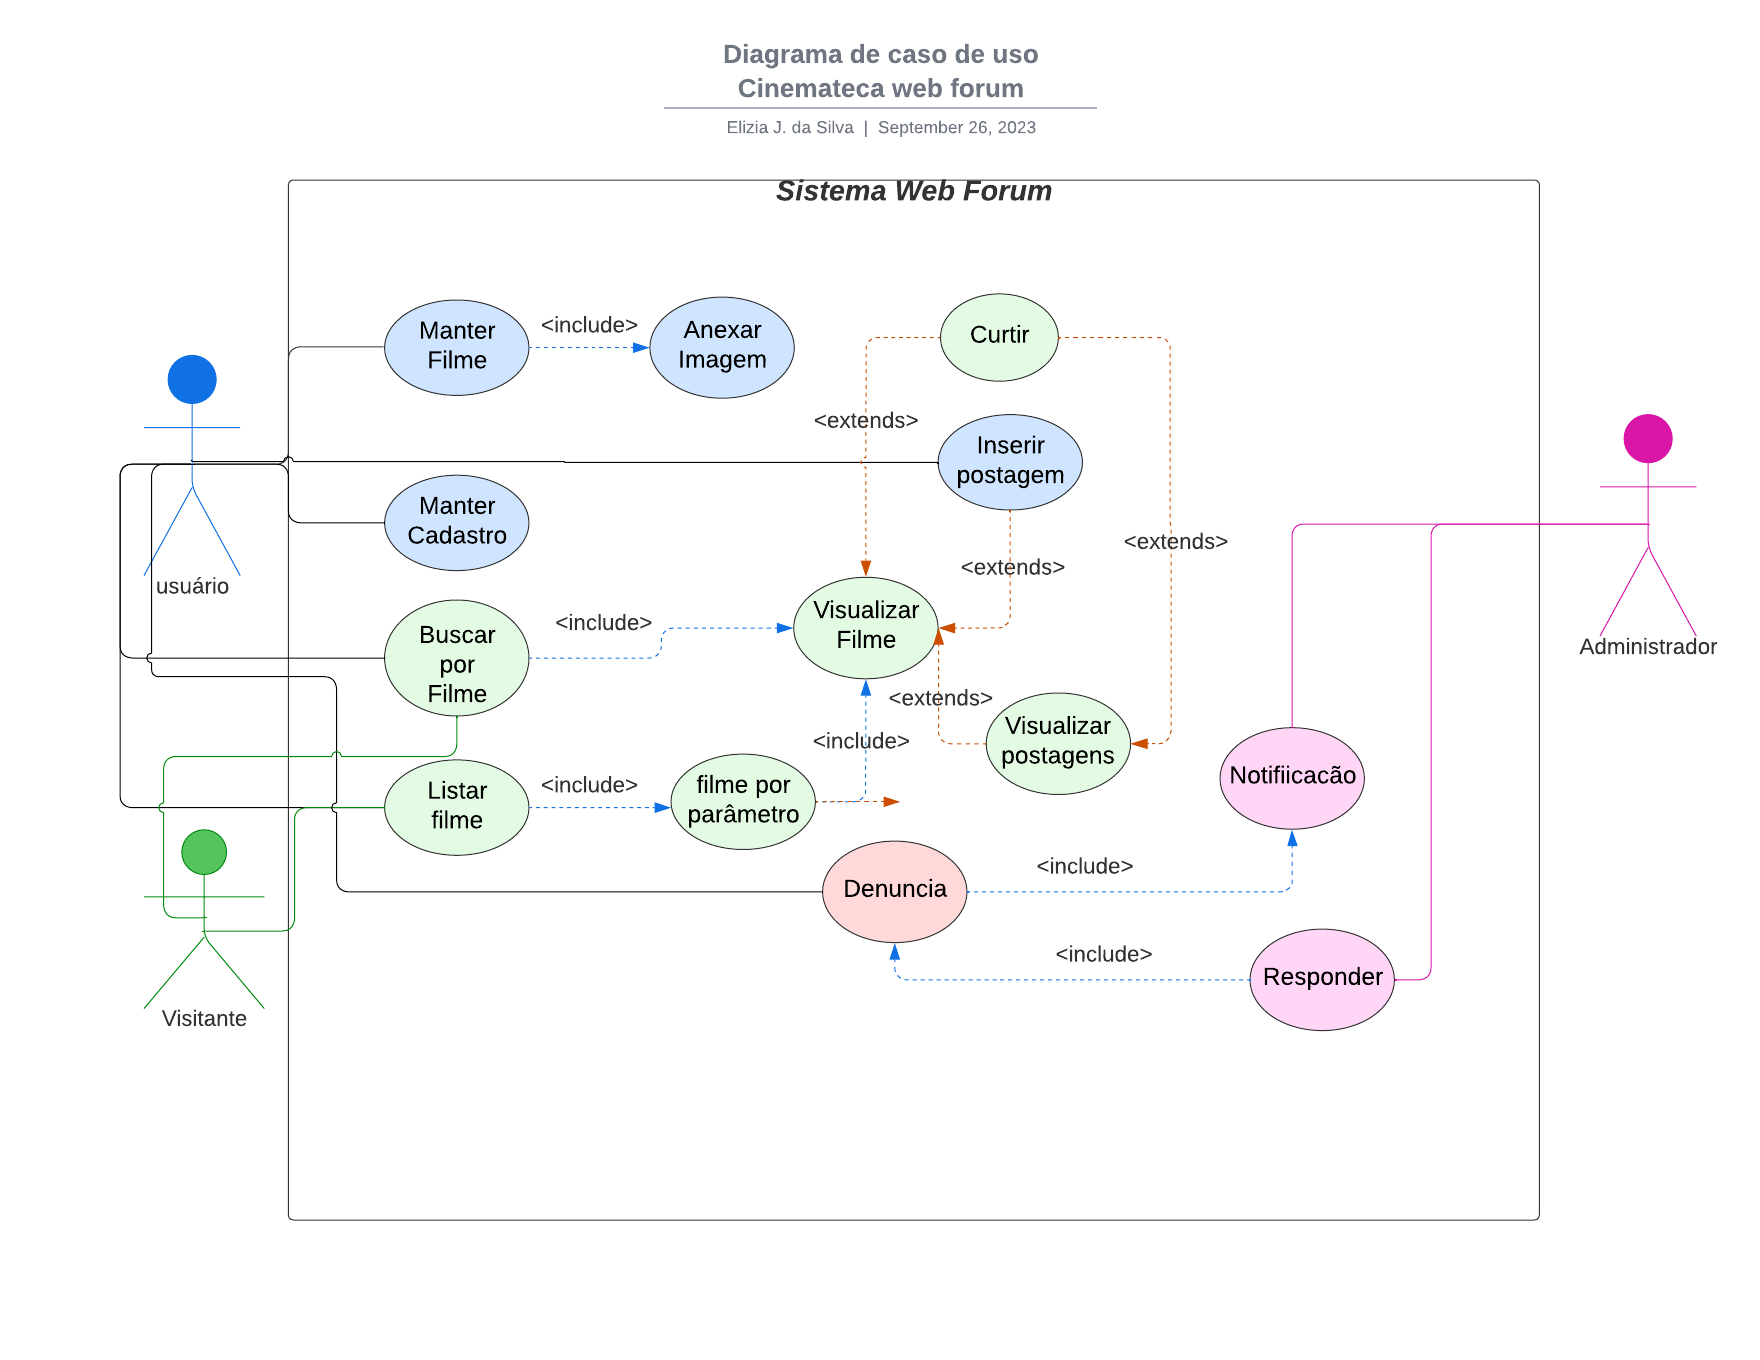 Diagrama de caso de uso
Cinemateca web forum
Elizia J. da Silva | September 26, 2023
Sistema Web Forum
Manter
Filme
<include>
Anexar
Imagem
Curtir
<extends>
Inserir
postagem
Manter
Cadastro
<extends>
<extends>
usuário
Buscar
por
Filme
<include>
Visualizar
Filme
Administrador
<extends>
Visualizar
postagens
<include>
Notifiicacão
Listar
filme
<include>
filme por
parâmetro
Denuncia
<include>
<include>
Responder
Visitante